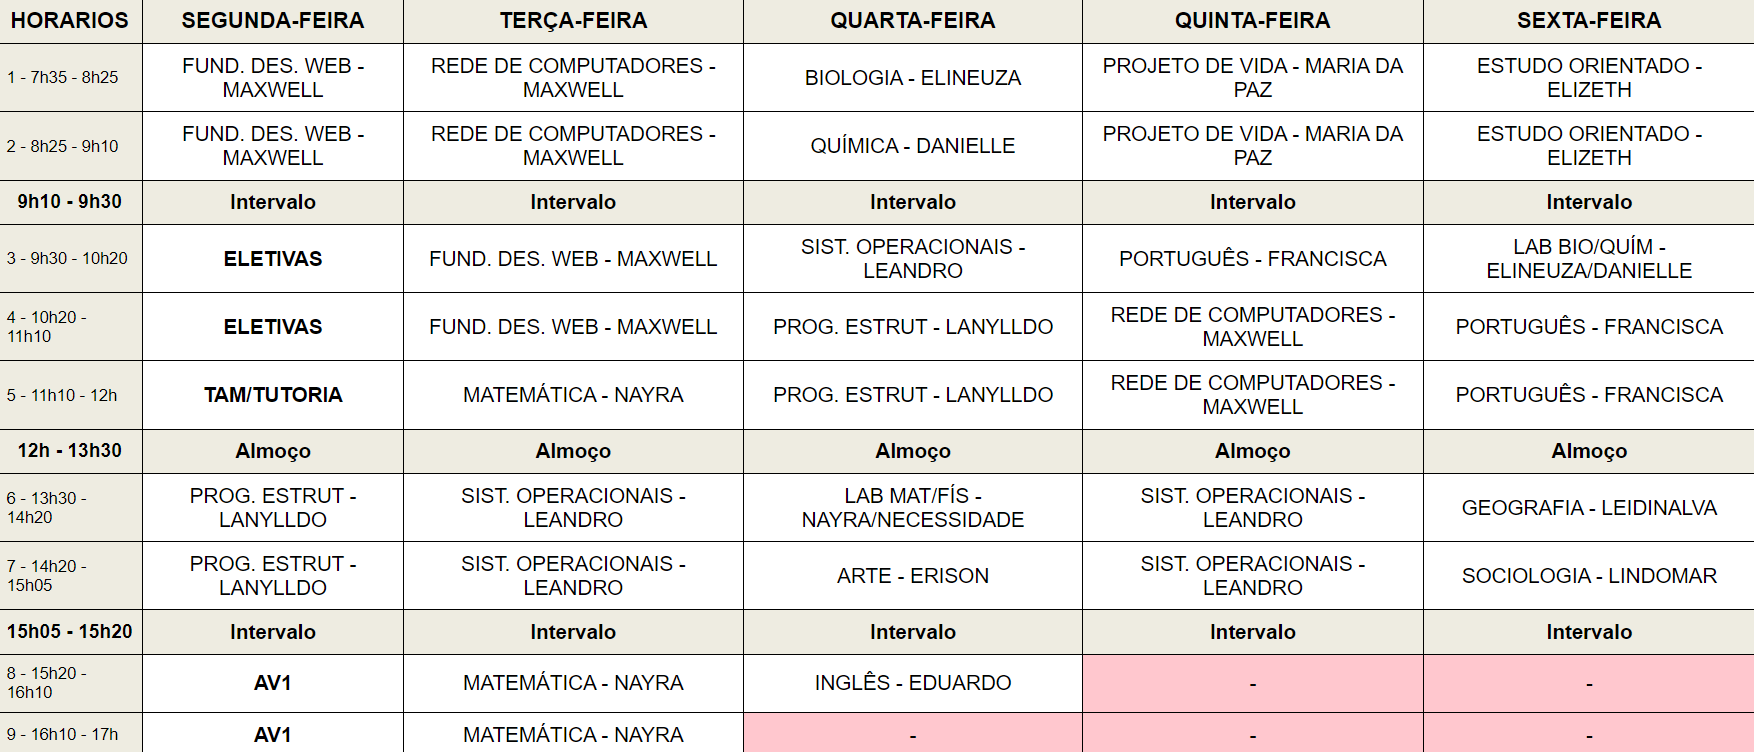 HORARIOS SEGUNDA-FEIRA TERÇA-FEIRA QUARTA-FEIRA QUINTA-FEIRA SEXTA-FEIRA
1 - 7h35 - 8h25
FUND. DES. WEB -
MAXWELL
REDE DE COMPUTADORES -
MAXWELL
BIOLOGIA - ELINEUZA
PROJETO DE VIDA - MARIA DA
PAZ
ESTUDO ORIENTADO -
ELIZETH
2 - 8h25 - 9h10
FUND. DES. WEB -
MAXWELL
REDE DE COMPUTADORES -
MAXWELL
QUÍMICA - DANIELLE
PROJETO DE VIDA - MARIA DA
PAZ
ESTUDO ORIENTADO -
ELIZETH
9h10 - 9h30 Intervalo Intervalo Intervalo Intervalo Intervalo
3 - 9h30 - 10h20
ELETIVAS
FUND. DES. WEB - MAXWELL
SIST. OPERACIONAIS -
LEANDRO
PORTUGUÊS - FRANCISCA
LAB BIO/QUÍM -
ELINEUZA/DANIELLE
4 - 10h20 -
11h10
ELETIVAS
FUND. DES. WEB - MAXWELL
PROG. ESTRUT - LANYLLDO
REDE DE COMPUTADORES -
MAXWELL
PORTUGUÊS - FRANCISCA
5 - 11h10 - 12h
TAM/TUTORIA
MATEMÁTICA - NAYRA
PROG. ESTRUT - LANYLLDO
REDE DE COMPUTADORES -
MAXWELL
PORTUGUÊS - FRANCISCA
12h - 13h30 Almoço Almoço Almoço Almoço Almoço
6 - 13h30 -
14h20
PROG. ESTRUT -
LANYLLDO
SIST. OPERACIONAIS -
LEANDRO
LAB MAT/FÍS -
NAYRA/NECESSIDADE
SIST. OPERACIONAIS -
LEANDRO
GEOGRAFIA - LEIDINALVA
7 - 14h20 -
15h05
PROG. ESTRUT -
LANYLLDO
SIST. OPERACIONAIS -
LEANDRO
ARTE - ERISON
SIST. OPERACIONAIS -
LEANDRO
SOCIOLOGIA - LINDOMAR
15h05 - 15h20 Intervalo Intervalo Intervalo Intervalo Intervalo
8 - 15h20 -
16h10
AV1
MATEMÁTICA - NAYRA
INGLÊS - EDUARDO
-
-
9 - 16h10 - 17h
AV1
MATEMÁTICA - NAYRA
-
-
-